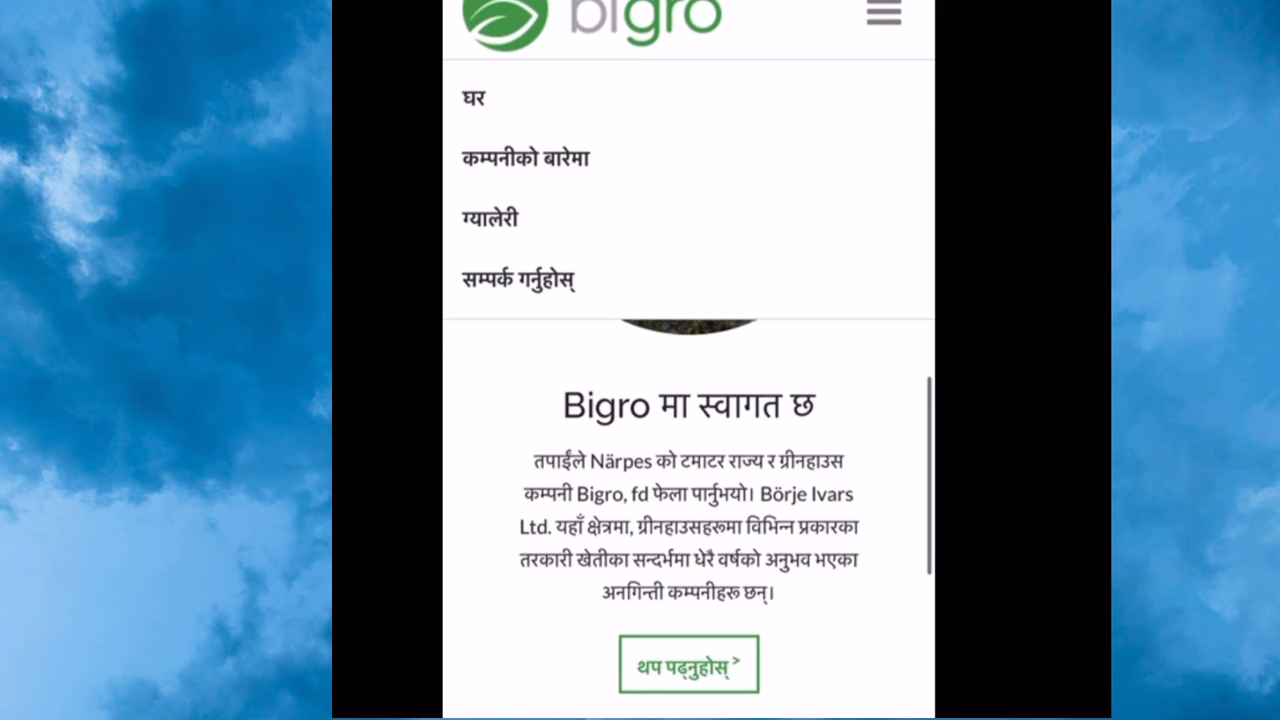 bigro
घर
कम्पनीको बारेमा
ग्यालेरी
सम्पर्क गर्नुहोस्
Bigro मा स्वागत छ
तपाईंले Närpes को टमाटर राज्य र ग्रीनहाउस
कम्पनी Bigro, fd फेला पार्नुभयो। Börje Ivars
Ltd. यहाँ क्षेत्रमा, ग्रीनहाउसहरूमा विभिन्न प्रकारका
तरकारी खेतीका सन्दर्भमा धेरै वर्षको अनुभव भएका
अनगिन्ती कम्पनीहरू छन्।
थप पढ्नुहोस् >